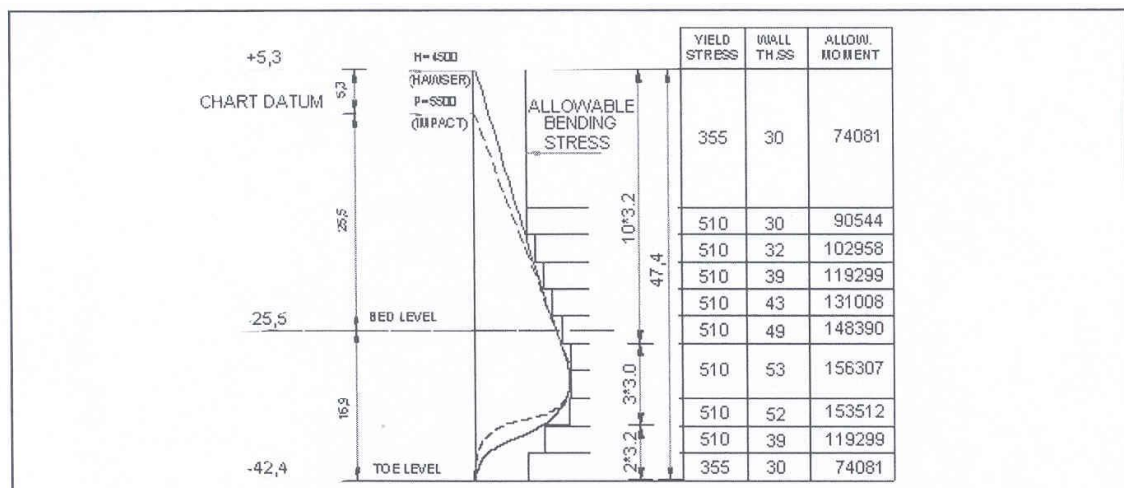 YIELD STRESS WALL TH.SS ALLOW. MOMENT
+5,3
H=4500
(HAWSER)
5,3
CHART DATUM
P=5500
(IMPACT)
ALLOWABLE
BENDING
STRESS
355 30 74081
10*3.2
25,5
47,4
510 30 90544
510 32 102958
510 39 119299
510 43 131008
510 49 148390
-25,5
BED LEVEL
3*3.0
510 53 156307
16,9
510 52 153512
2*3.2
510 39 119299
-42,4
TOE LEVEL
355 30 74081